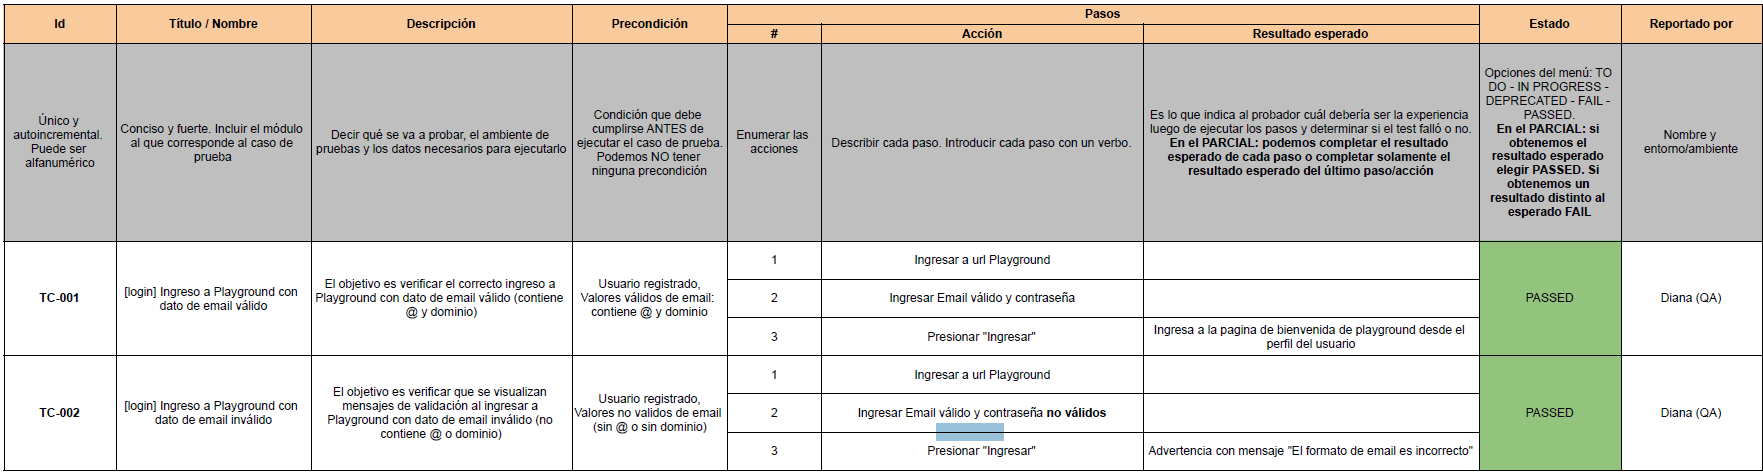 Id
Título / Nombre
Descripción
Precondición
Pasos
#
Acción
Resultado esperado
Estado
Reportado por
Único y
autoincremental.
Puede ser
alfanumérico
Conciso y fuerte. Incluir el módulo
al que corresponde al caso de
prueba
Decir qué se va a probar, el ambiente de
pruebas y los datos necesarios para ejecutarlo
Condición que debe
cumplirse ANTES de
ejecutar el caso de prueba.
Podemos NO tener
ninguna precondición
Enumerar las
acciones
Describir cada paso. Introducir cada paso con un verbo.
Es lo que indica al probador cuál debería ser la experiencia
luego de ejecutar los pasos y determinar si el test falló o no.
En el PARCIAL: podemos completar el resultado
esperado de cada paso o completar solamente el
resultado esperado del último paso/acción
Opciones del menú: TO
DO - IN PROGRESS -
DEPRECATED - FAIL -
PASSED.
En el PARCIAL: si
obtenemos el
resultado esperado
elegir PASSED. Si
obtenemos un
resultado distinto al
esperado FAIL
Nombre y
entorno/ambiente
TC-001
[login] Ingreso a Playground con
dato de email válido
El objetivo es verificar el correcto ingreso a
Playground con dato de email válido (contiene
@ y dominio)
Usuario registrado,
Valores válidos de email:
contiene @ y dominio
1
Ingresar a url Playground
2
Ingresar Email válido y contraseña
3
Presionar "Ingresar"
Ingresa a la pagina de bienvenida de playground desde el
perfil del usuario
PASSED
Diana (QA)
TC-002
[login] Ingreso a Playground con
dato de email inválido
El objetivo es verificar que se visualizan
mensajes de validación al ingresar a
Playground con dato de email inválido (no
contiene @ o dominio)
Usuario registrado,
Valores no validos de email
(sin @ o sin dominio)
1
Ingresar a url Playground
2
Ingresar Email válido y contraseña no válidos
3
Presionar "Ingresar"
Advertencia con mensaje "El formato de email es incorrecto"
PASSED
Diana (QA)